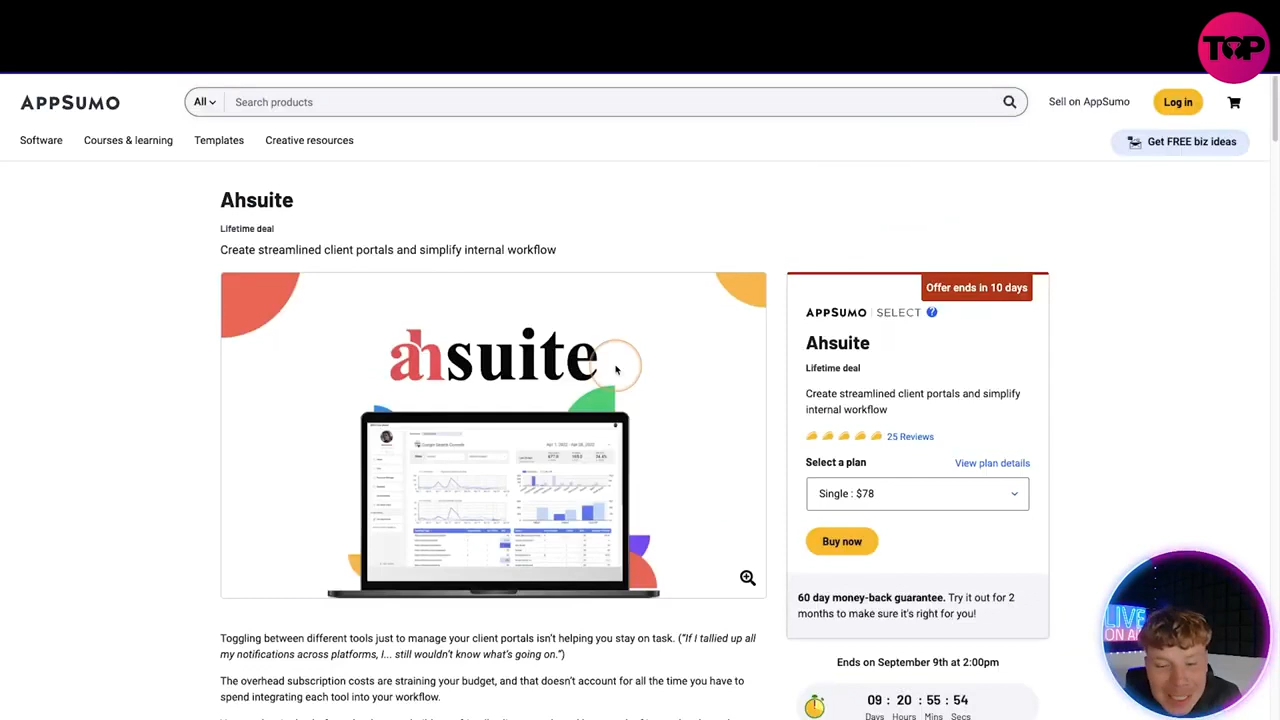 TOP
APPSUMO
All
Search products
Sell on AppSumo
Log in
Software
Courses & learning
Templates
Creative resources
Get FREE biz ideas
Ahsuite
Lifetime deal
Create streamlined client portals and simplify internal workflow
ahsuite
Offer ends in 10 days
APPSUMO | SELECT ?
Ahsuite
Lifetime deal
Create streamlined client portals and simplify
internal workflow
25 Reviews
Select a plan
View plan details
Single : $78
Buy now
60 day money-back guarantee. Try it out for 2
months to make sure it's right for you!
Toggling between different tools just to manage your client portals isn't helping you stay on task. ("If I tallied up all
my notifications across platforms, I... still wouldn't know what's going on.")
The overhead subscription costs are straining your budget, and that doesn't account for all the time you have to
spend integrating each tool into your workflow.
Ends on September 9th at 2:00pm
09 : 20 : 55 : 54
Days Hours Mins Secs
LIVE
ON A